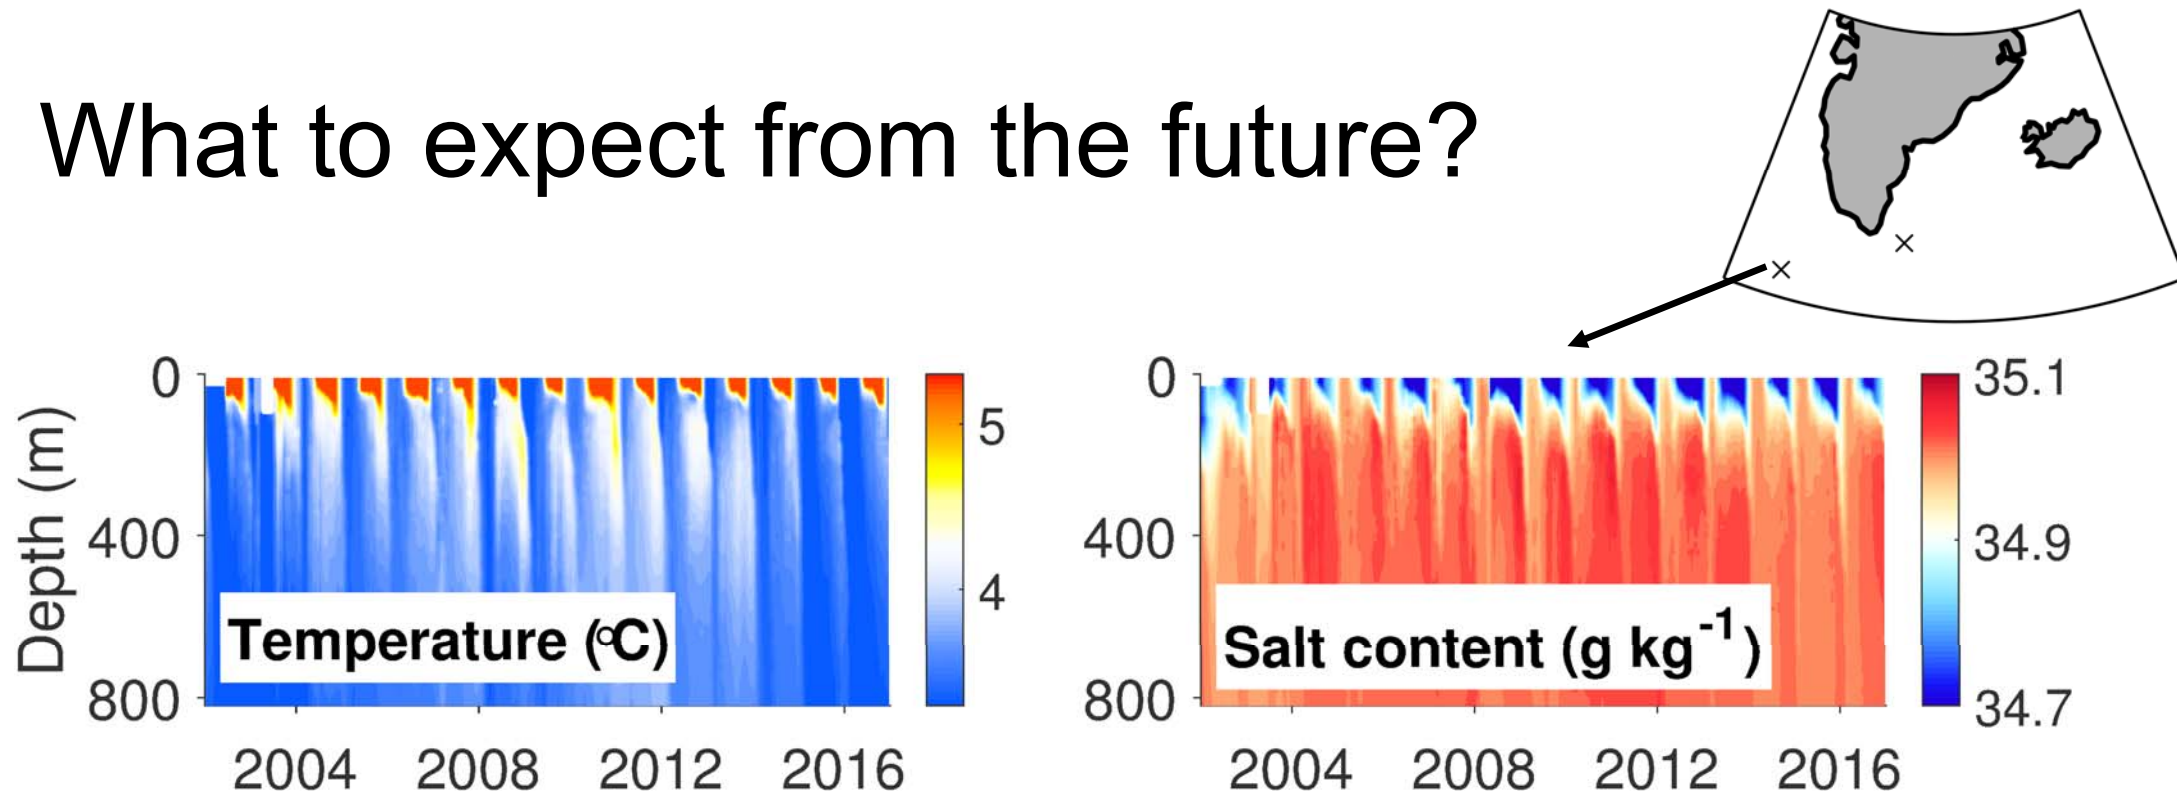 What to expect from the future?
Depth (m)
0
400
800
Temperature (°C)
2004 2008 2012 2016
5
4
0
400
800
Salt content (g kg⁻¹)
2004 2008 2012 2016
35.1
34.9
34.7